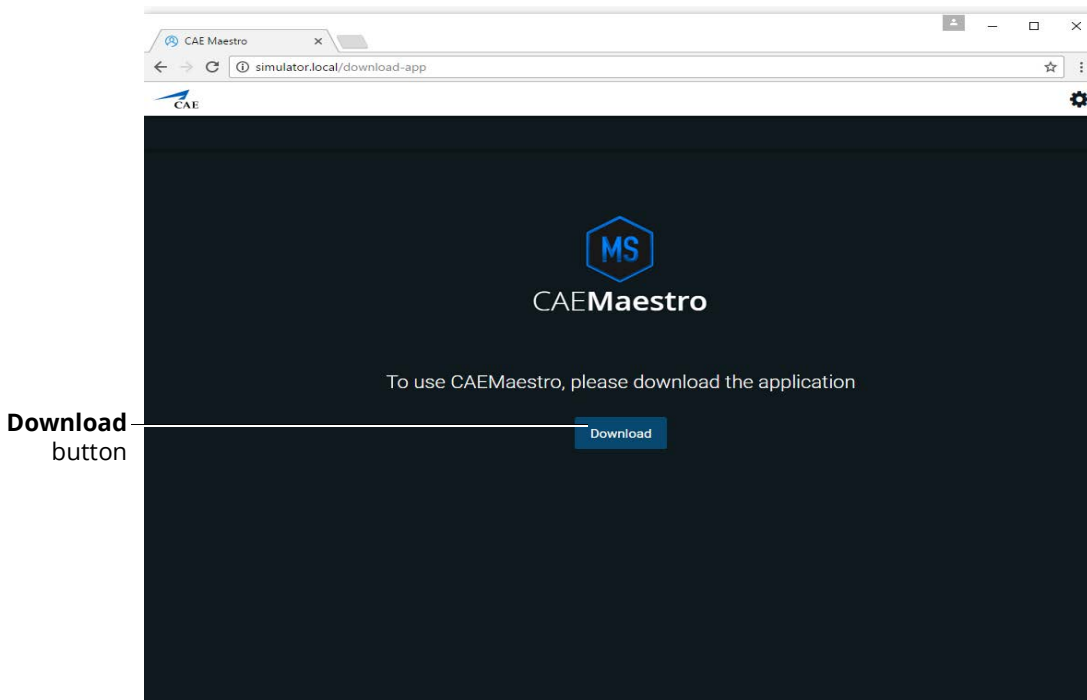 CAE Maestro
simulator.local/download-app
CAE
MS
CAEMaestro
To use CAEMaestro, please download the application
Download
button
Download